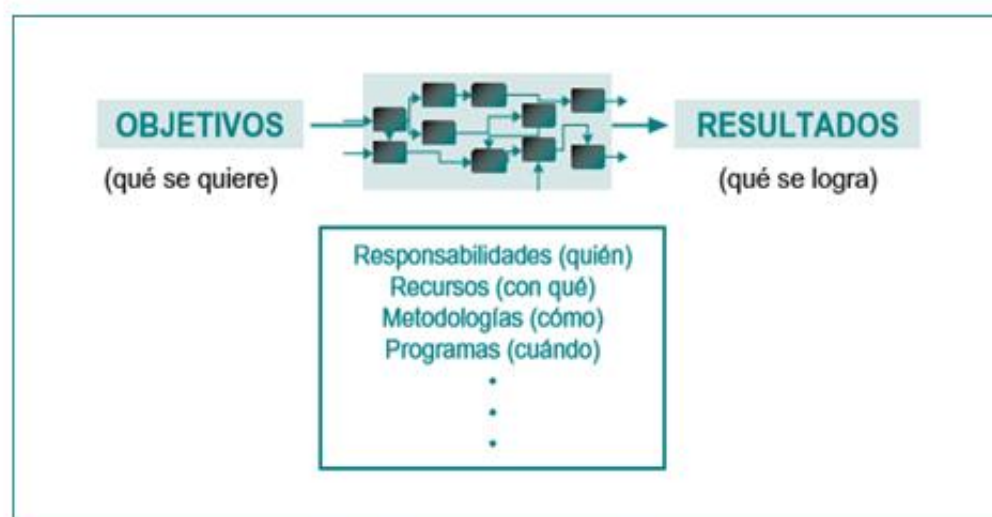 OBJETIVOS
RESULTADOS
(qué se quiere)
(qué se logra)
Responsabilidades (quién)
Recursos (con qué)
Metodologías (cómo)
Programas (cuándo)